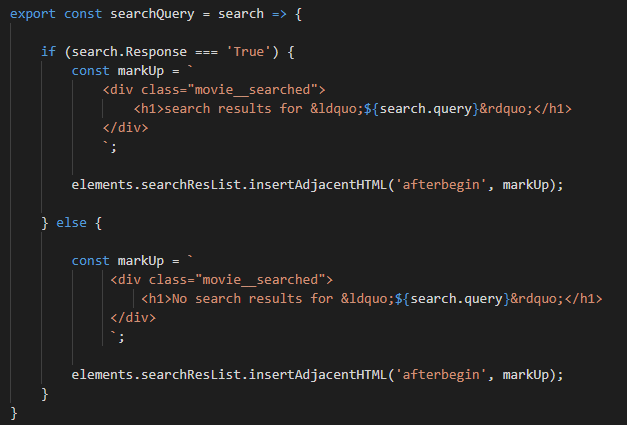 export const searchQuery = search => {
if (search.Response === 'True') {
const markUp = `
<div class="movie__searched">
<h1>search results for &ldquo;${search.query}&rdquo;</h1>
</div>
`;
elements.searchResList.insertAdjacentHTML('afterbegin', markUp);
} else {
const markUp = `
<div class="movie__searched">
<h1>No search results for &ldquo;${search.query}&rdquo;</h1>
</div>
`;
elements.searchResList.insertAdjacentHTML('afterbegin', markUp);
}
}